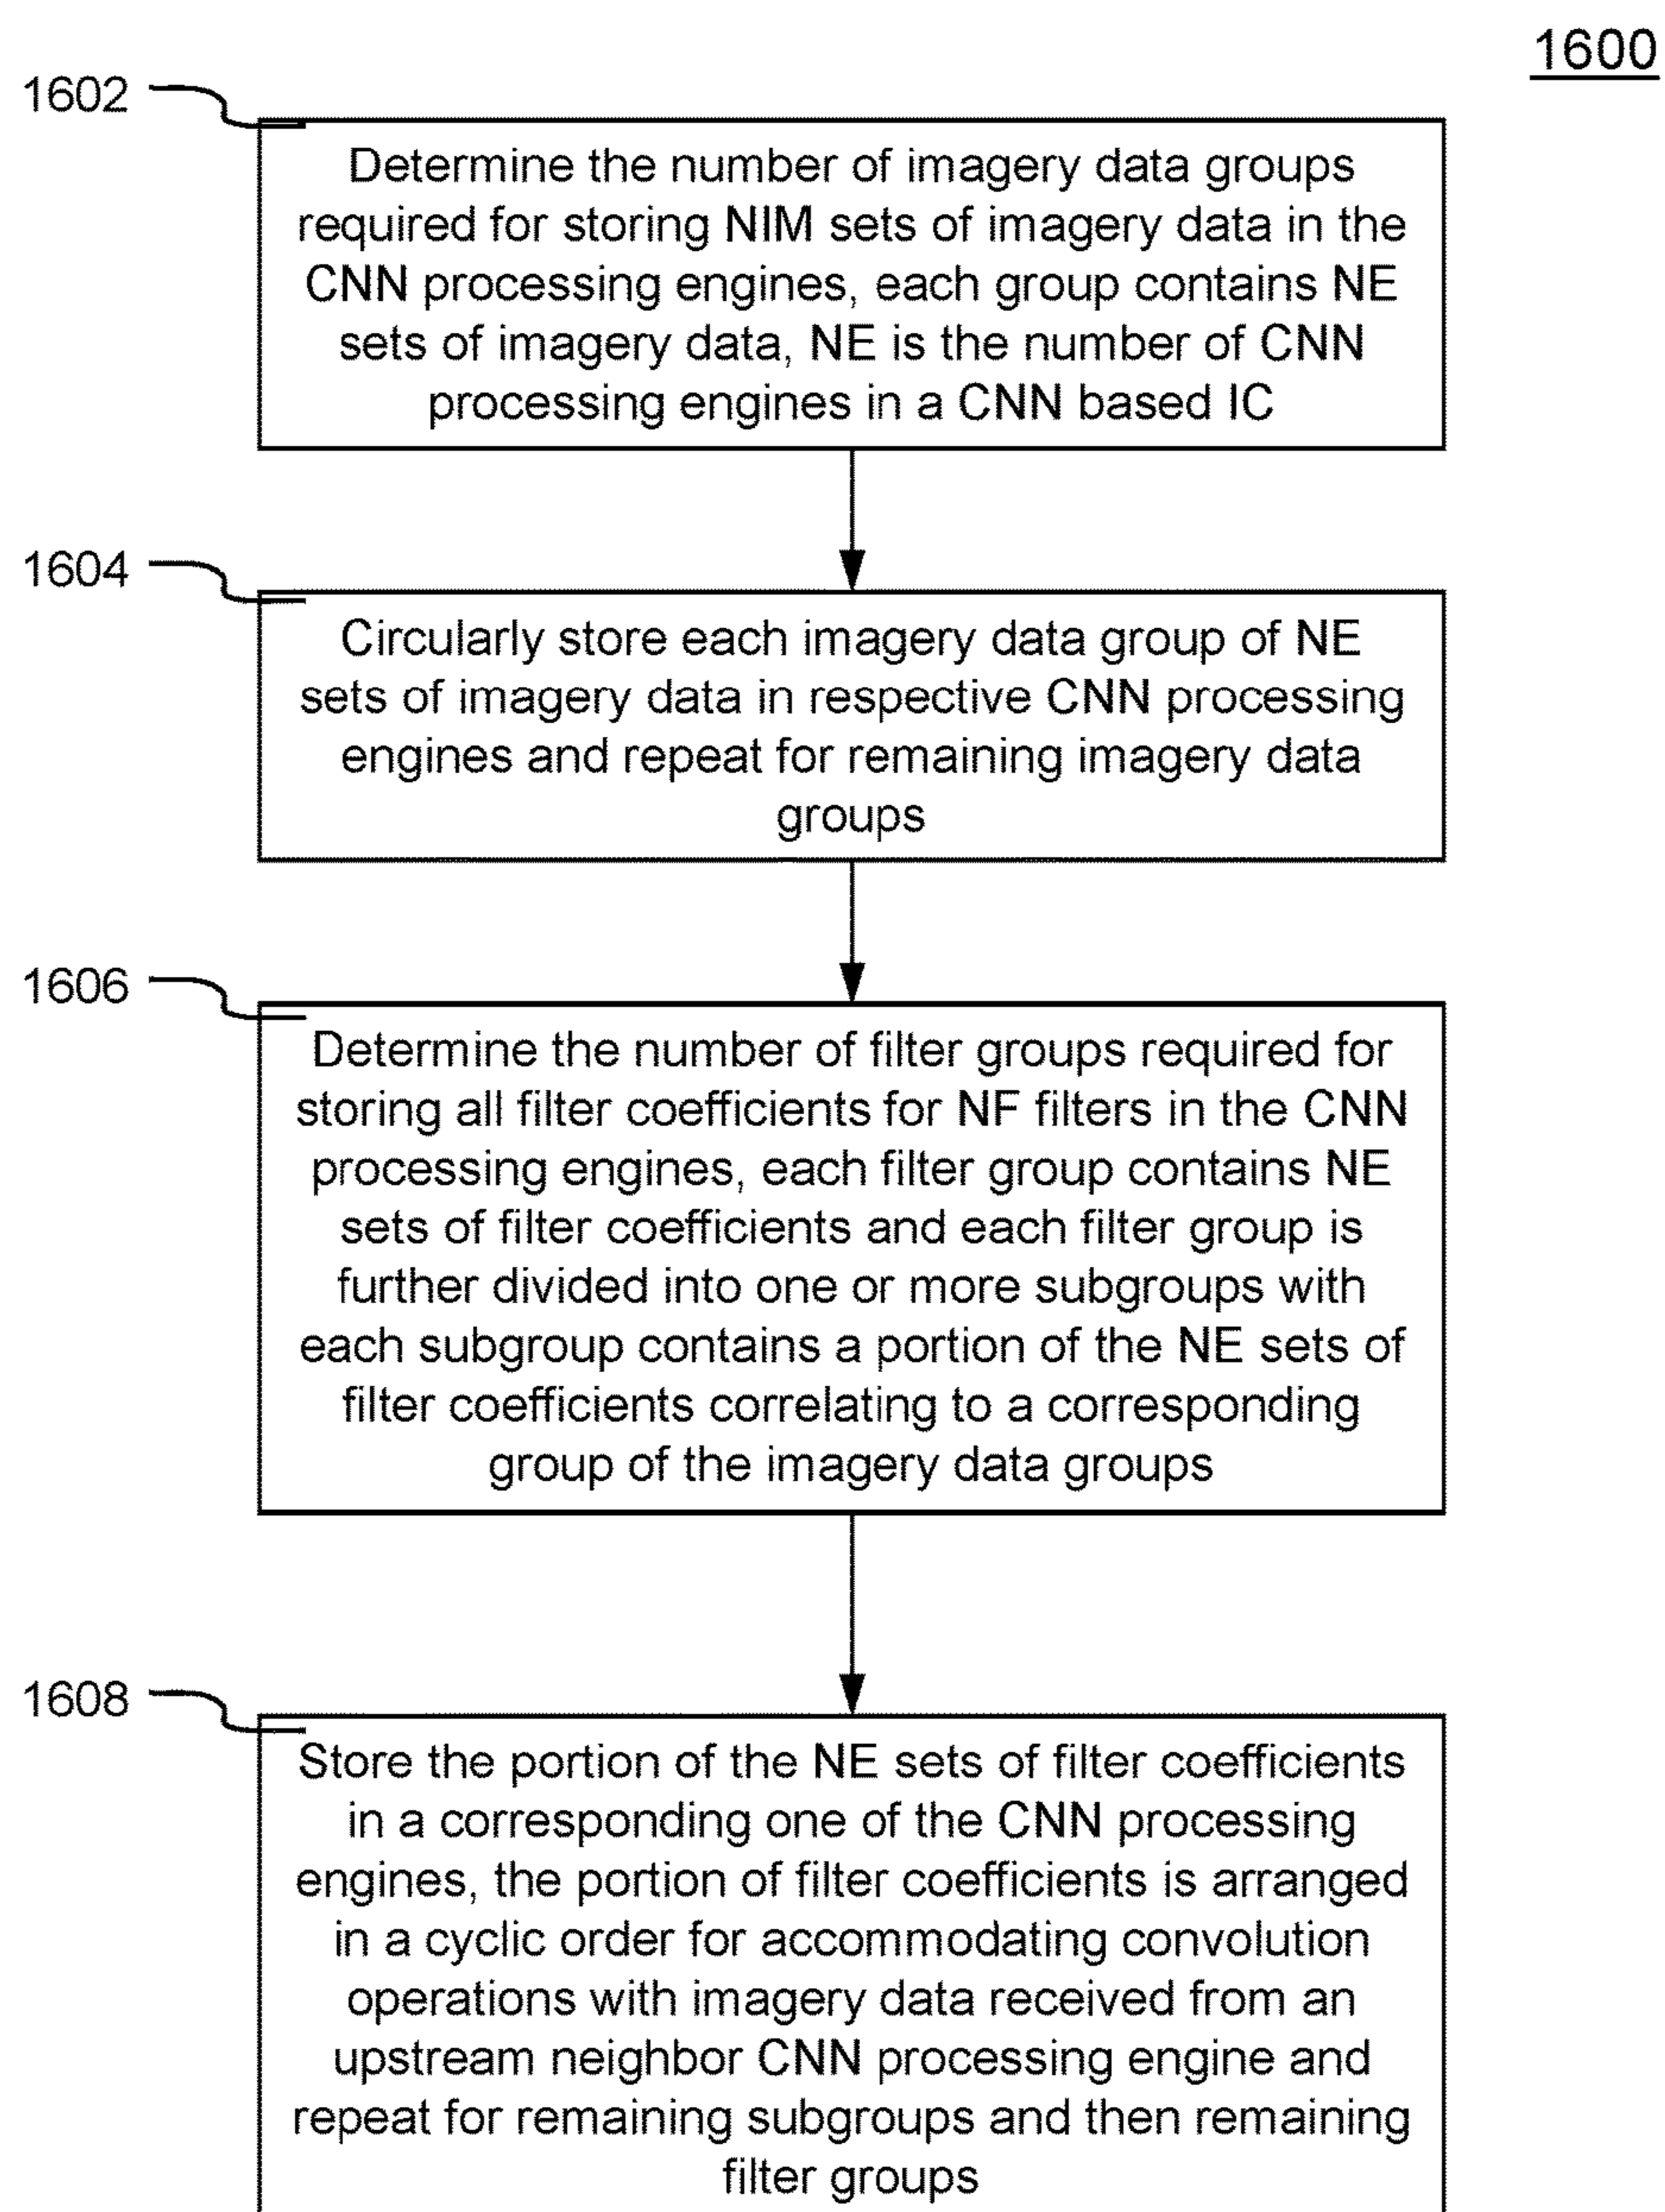 1600
1602
Determine the number of imagery data groups
required for storing NIM sets of imagery data in the
CNN processing engines, each group contains NE
sets of imagery data, NE is the number of CNN
processing engines in a CNN based IC
1604
Circularly store each imagery data group of NE
sets of imagery data in respective CNN processing
engines and repeat for remaining imagery data
groups
1606
Determine the number of filter groups required for
storing all filter coefficients for NF filters in the CNN
processing engines, each filter group contains NE
sets of filter coefficients and each filter group is
further divided into one or more subgroups with
each subgroup contains a portion of the NE sets of
filter coefficients correlating to a corresponding
group of the imagery data groups
1608
Store the portion of the NE sets of filter coefficients
in a corresponding one of the CNN processing
engines, the portion of filter coefficients is arranged
in a cyclic order for accommodating convolution
operations with imagery data received from an
upstream neighbor CNN processing engine and
repeat for remaining subgroups and then remaining
filter groups